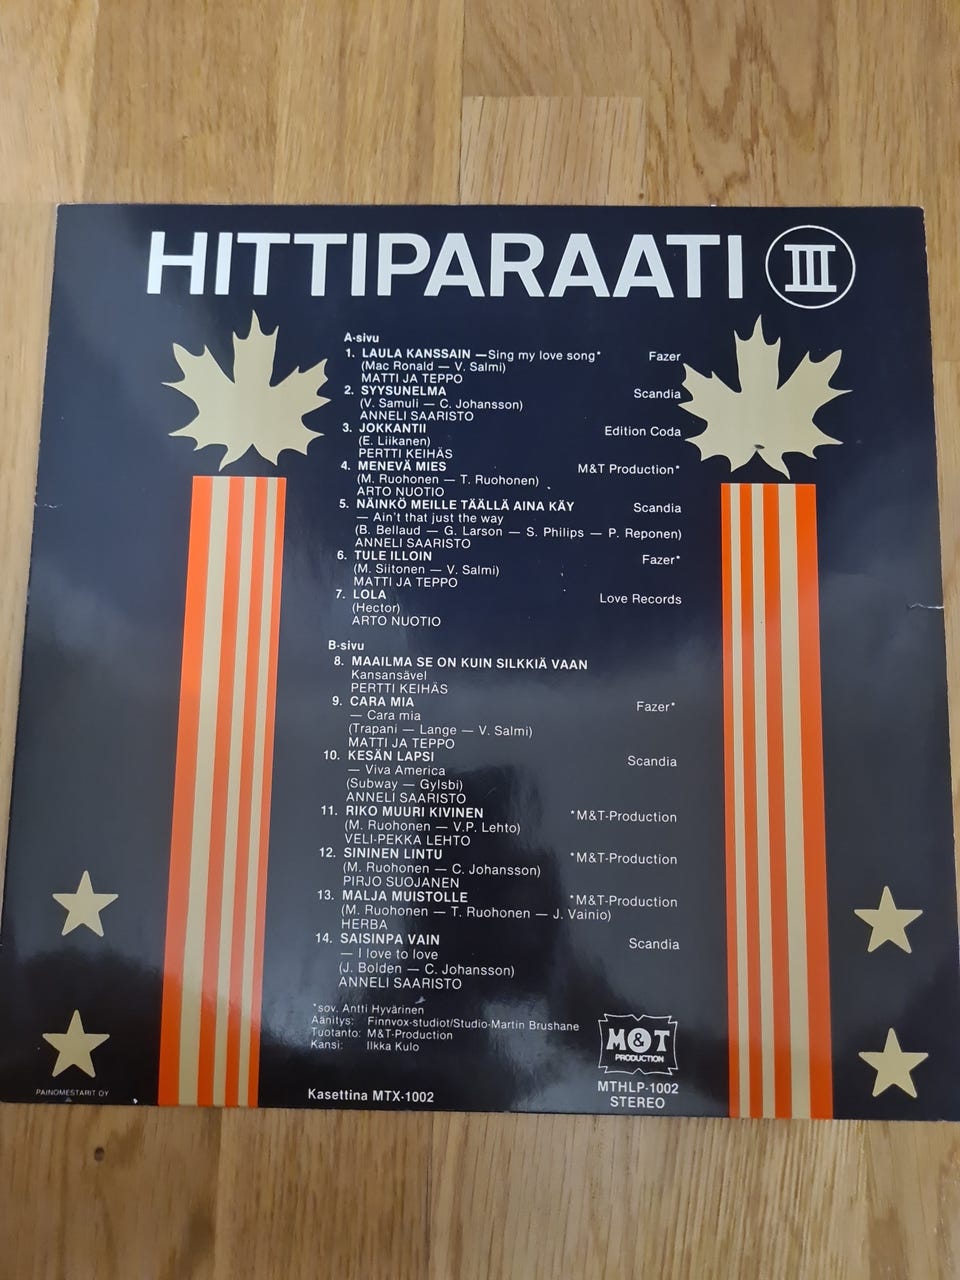 HITTIPARAATI III
A-sivu
1. LAULA KANSSAIN —Sing my love song* Fazer
(Mac Ronald — V. Salmi)
MATTI JA TEPPO
2. SYYSUNELMA Scandia
(V. Samuli — C. Johansson)
ANNELI SAARISTO
3. JOKKANTII Edition Coda
(E. Liikanen)
PERTTI KEIHÄS
4. MENEVÄ MIES M&T Production*
(M. Ruohonen — T. Ruohonen)
ARTO NUOTIO
5. NÄINKÖ MEILLE TÄÄLLÄ AINA KÄY Scandia
— Ain't that just the way
(B. Bellaud — G. Larson — S. Philips — P. Reponen)
ANNELI SAARISTO
6. TULE ILLOIN Fazer*
(M. Siitonen — V. Salmi)
MATTI JA TEPPO
7. LOLA Love Records
(Hector)
ARTO NUOTIO
B-sivu
8. MAAILMA SE ON KUIN SILKKIÄ VAAN
Kansansävel
PERTTI KEIHÄS
9. CARA MIA Fazer*
— Cara mia
(Trapani — Lange — V. Salmi)
MATTI JA TEPPO
10. KESÄN LAPSI Scandia
— Viva America
(Subway — Gylsbi)
ANNELI SAARISTO
11. RIKO MUURI KIVINEN *M&T-Production
(M. Ruohonen — V.P. Lehto)
VELI-PEKKA LEHTO
12. SININEN LINTU *M&T-Production
(M. Ruohonen — C. Johansson)
PIRJO SUOJANEN
13. MALJA MUISTOLLE *M&T-Production
(M. Ruohonen — T. Ruohonen — J. Vainio)
HERBA
14. SAISINPA VAIN Scandia
— I love to love
(J. Bolden — C. Johansson)
ANNELI SAARISTO
*sov. Antti Hyvärinen
Äänitys: Finnvox-studiot/Studio-Martin Brushane
Tuotanto: M&T-Production
Kansi: Ilkka Kulo
M&T
PRODUCTION
MTHLP-1002
STEREO
Kasettina MTX-1002
PAINOMESTARIT OY